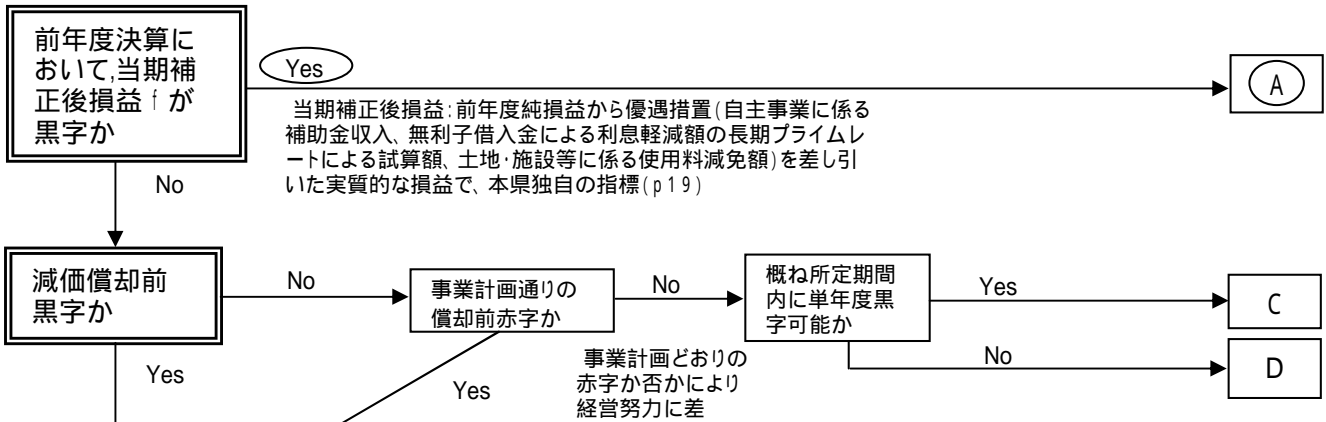 前年度決算に
おいて,当期補
正後損益 f が
黒字か
Yes
A
当期補正後損益:前年度純損益から優遇措置(自主事業に係る
補助金収入、無利子借入金による利息軽減額の長期プライムレ
ートによる試算額、土地・施設等に係る使用料減免額)を差し引
いた実質的な損益で、本県独自の指標(p19)
No
減価償却前
黒字か
No
事業計画通りの
償却前赤字か
No
概ね所定期間
内に単年度黒
字可能か
Yes
C
No
D
Yes
Yes
事業計画どおりの
赤字か否かにより
経営努力に差